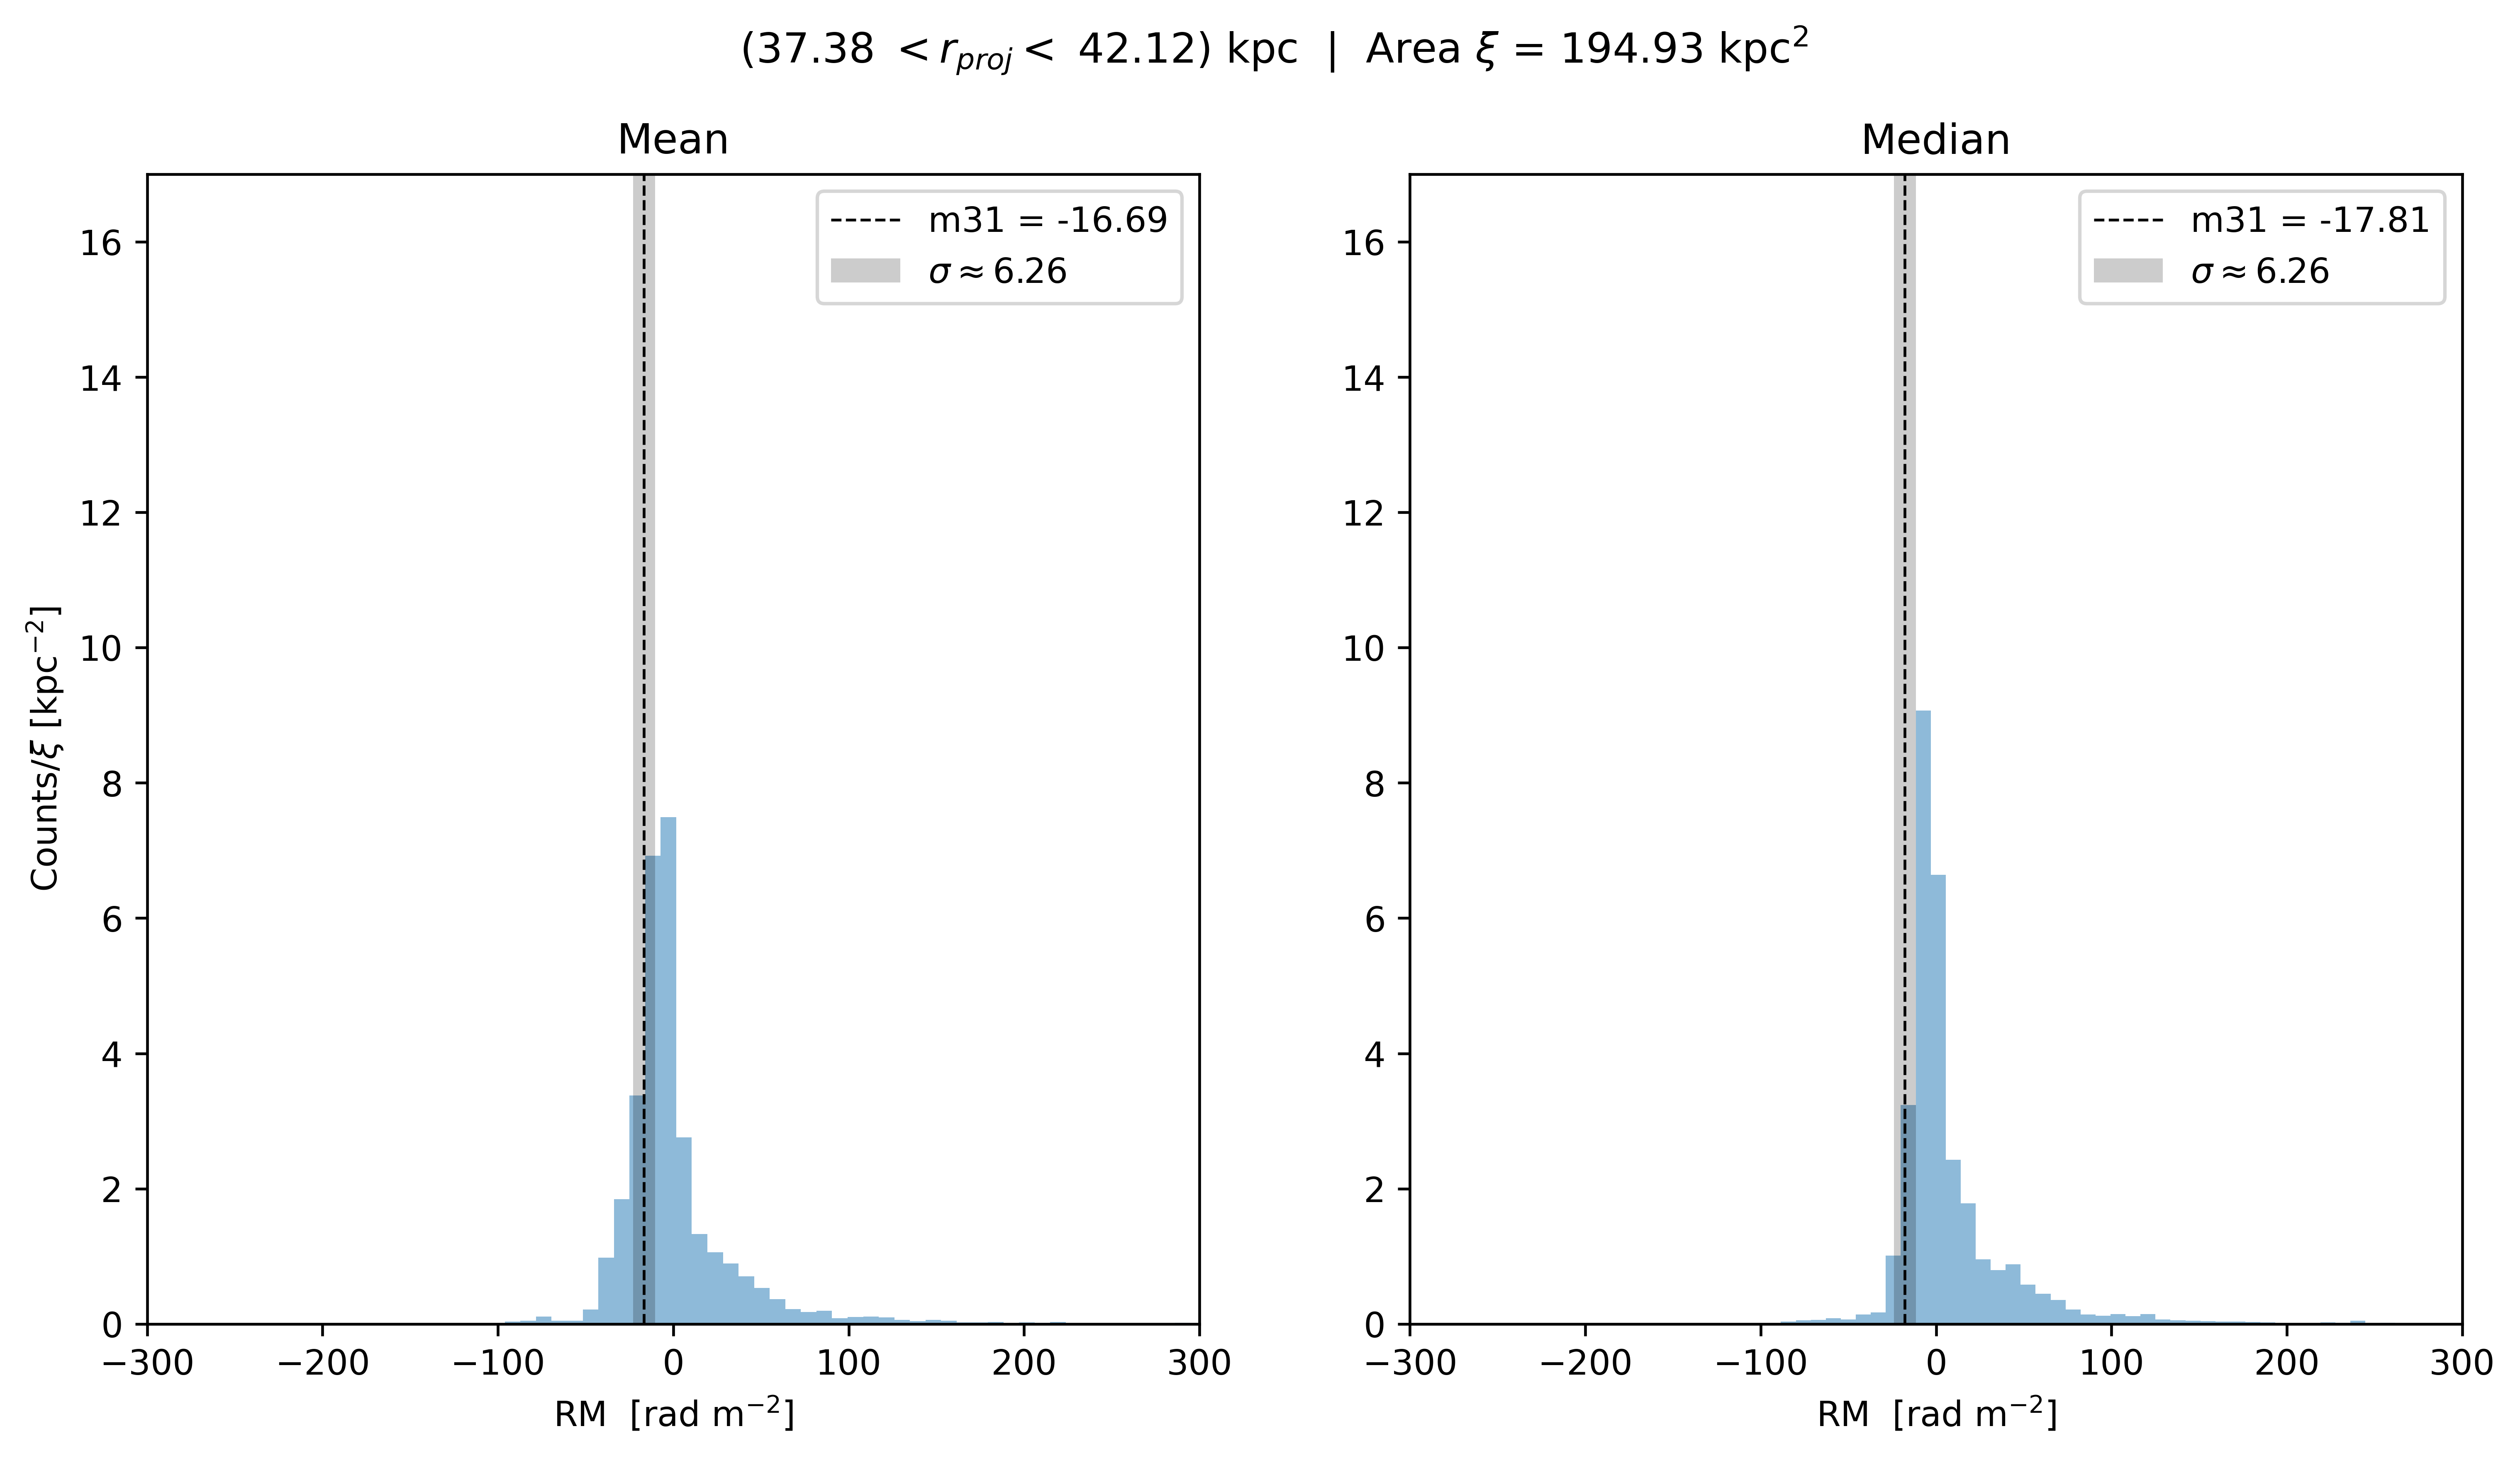 (37.38 < r_proj < 42.12) kpc | Area ξ = 194.93 kpc²
Mean
m31 = -16.69
σ ≈ 6.26
Counts/ξ [kpc⁻²]
16
14
12
10
8
6
4
2
0
−300 −200 −100 0 100 200 300
RM [rad m⁻²]
Median
m31 = -17.81
σ ≈ 6.26
16
14
12
10
8
6
4
2
0
−300 −200 −100 0 100 200 300
RM [rad m⁻²]